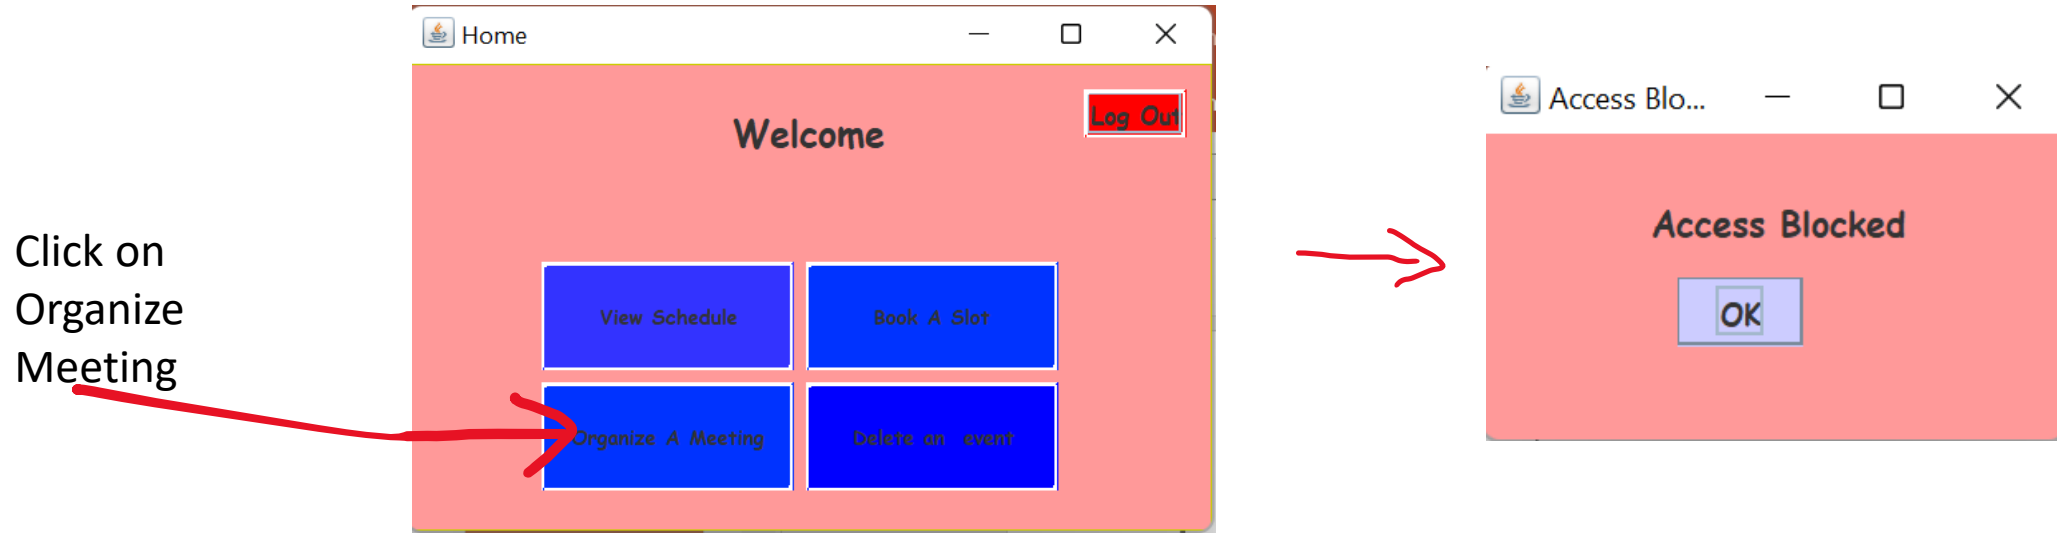 Click on
Organize
Meeting
Home
Welcome
Log Out
View Schedule
Book A Slot
Organize A Meeting
Delete an event
Access Blo...
Access Blocked
OK